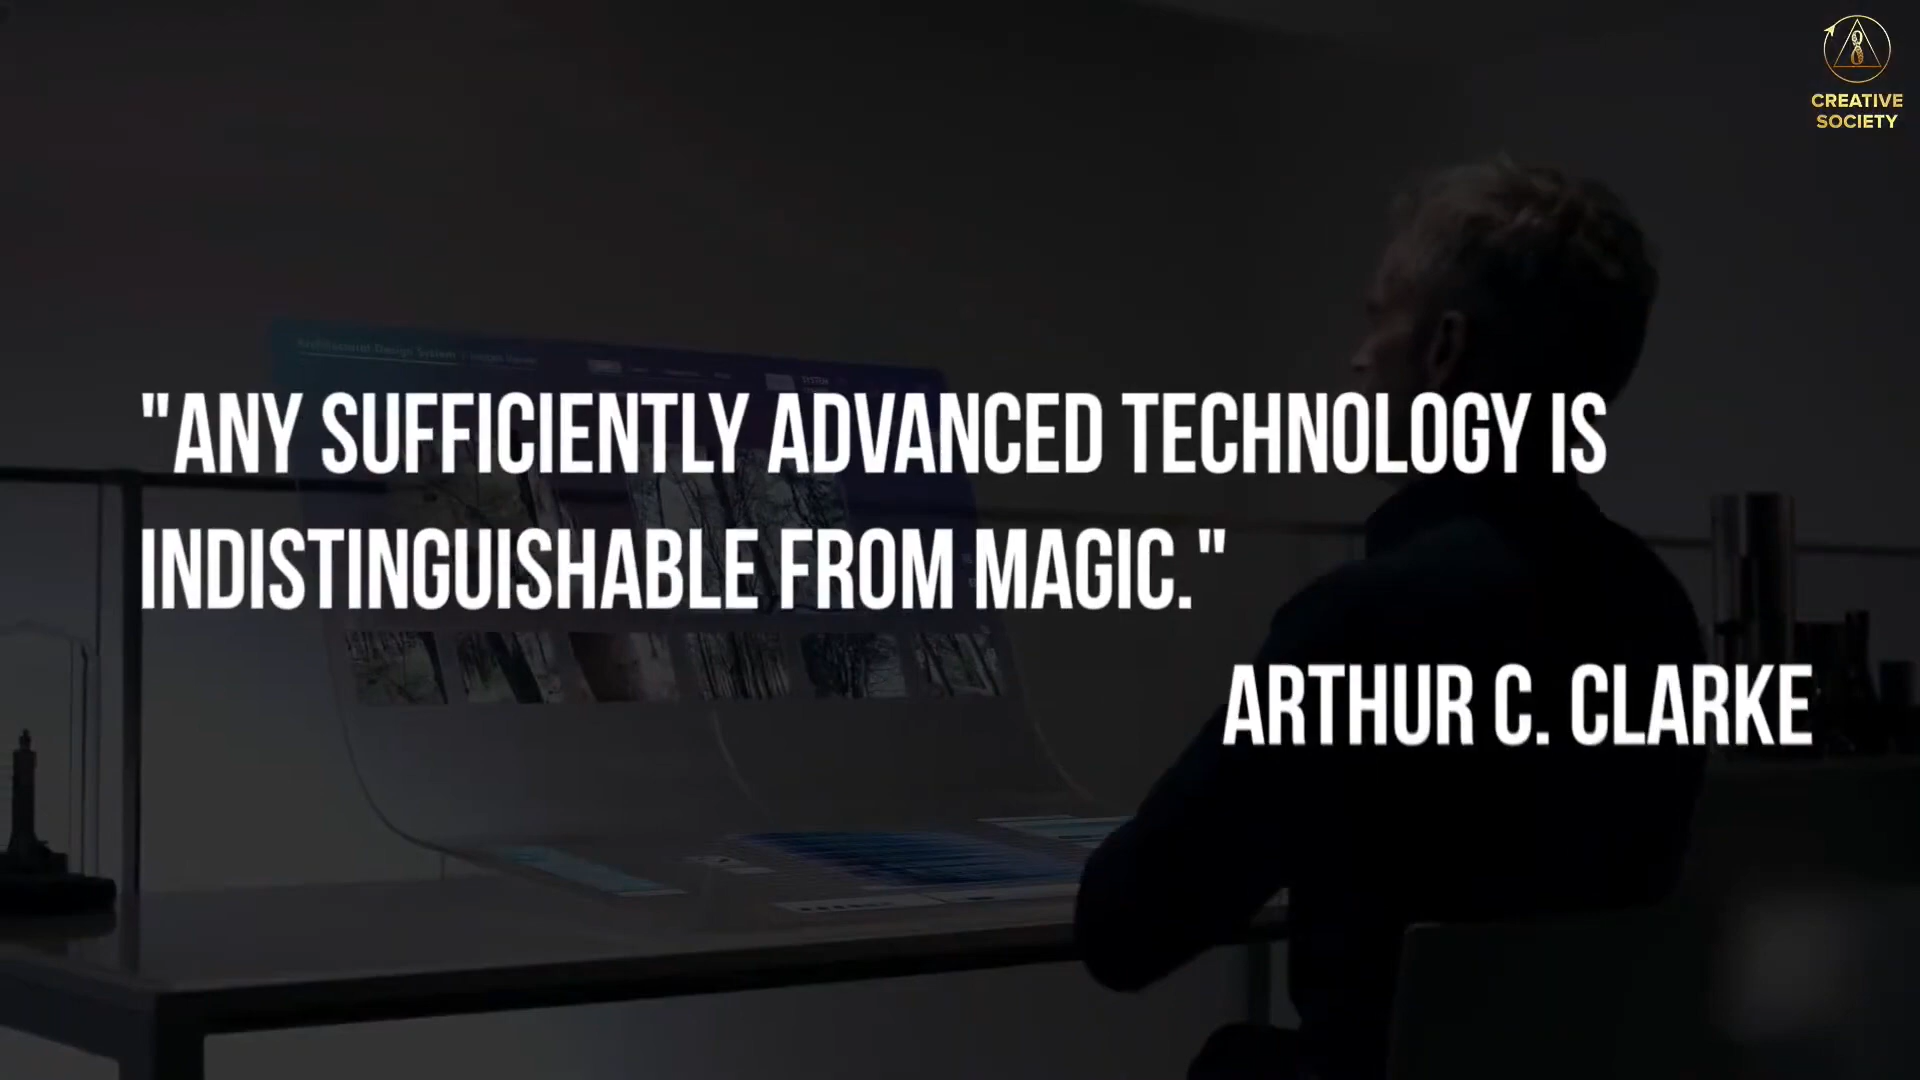 CREATIVE
SOCIETY
"ANY SUFFICIENTLY ADVANCED TECHNOLOGY IS
INDISTINGUISHABLE FROM MAGIC."
ARTHUR C. CLARKE